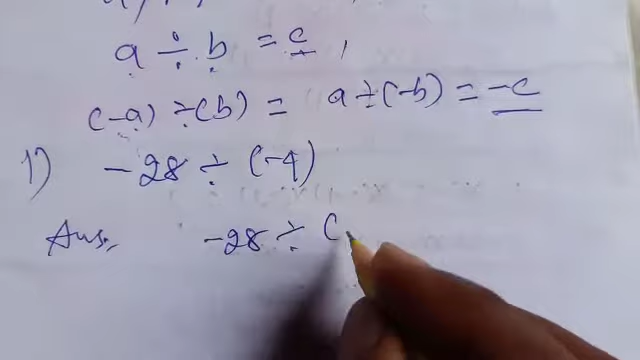 a ÷ b = c,
(-a) ÷ (b) = a ÷ (-b) = -c
1) -28 ÷ (-4)
Ans., -28 ÷ (